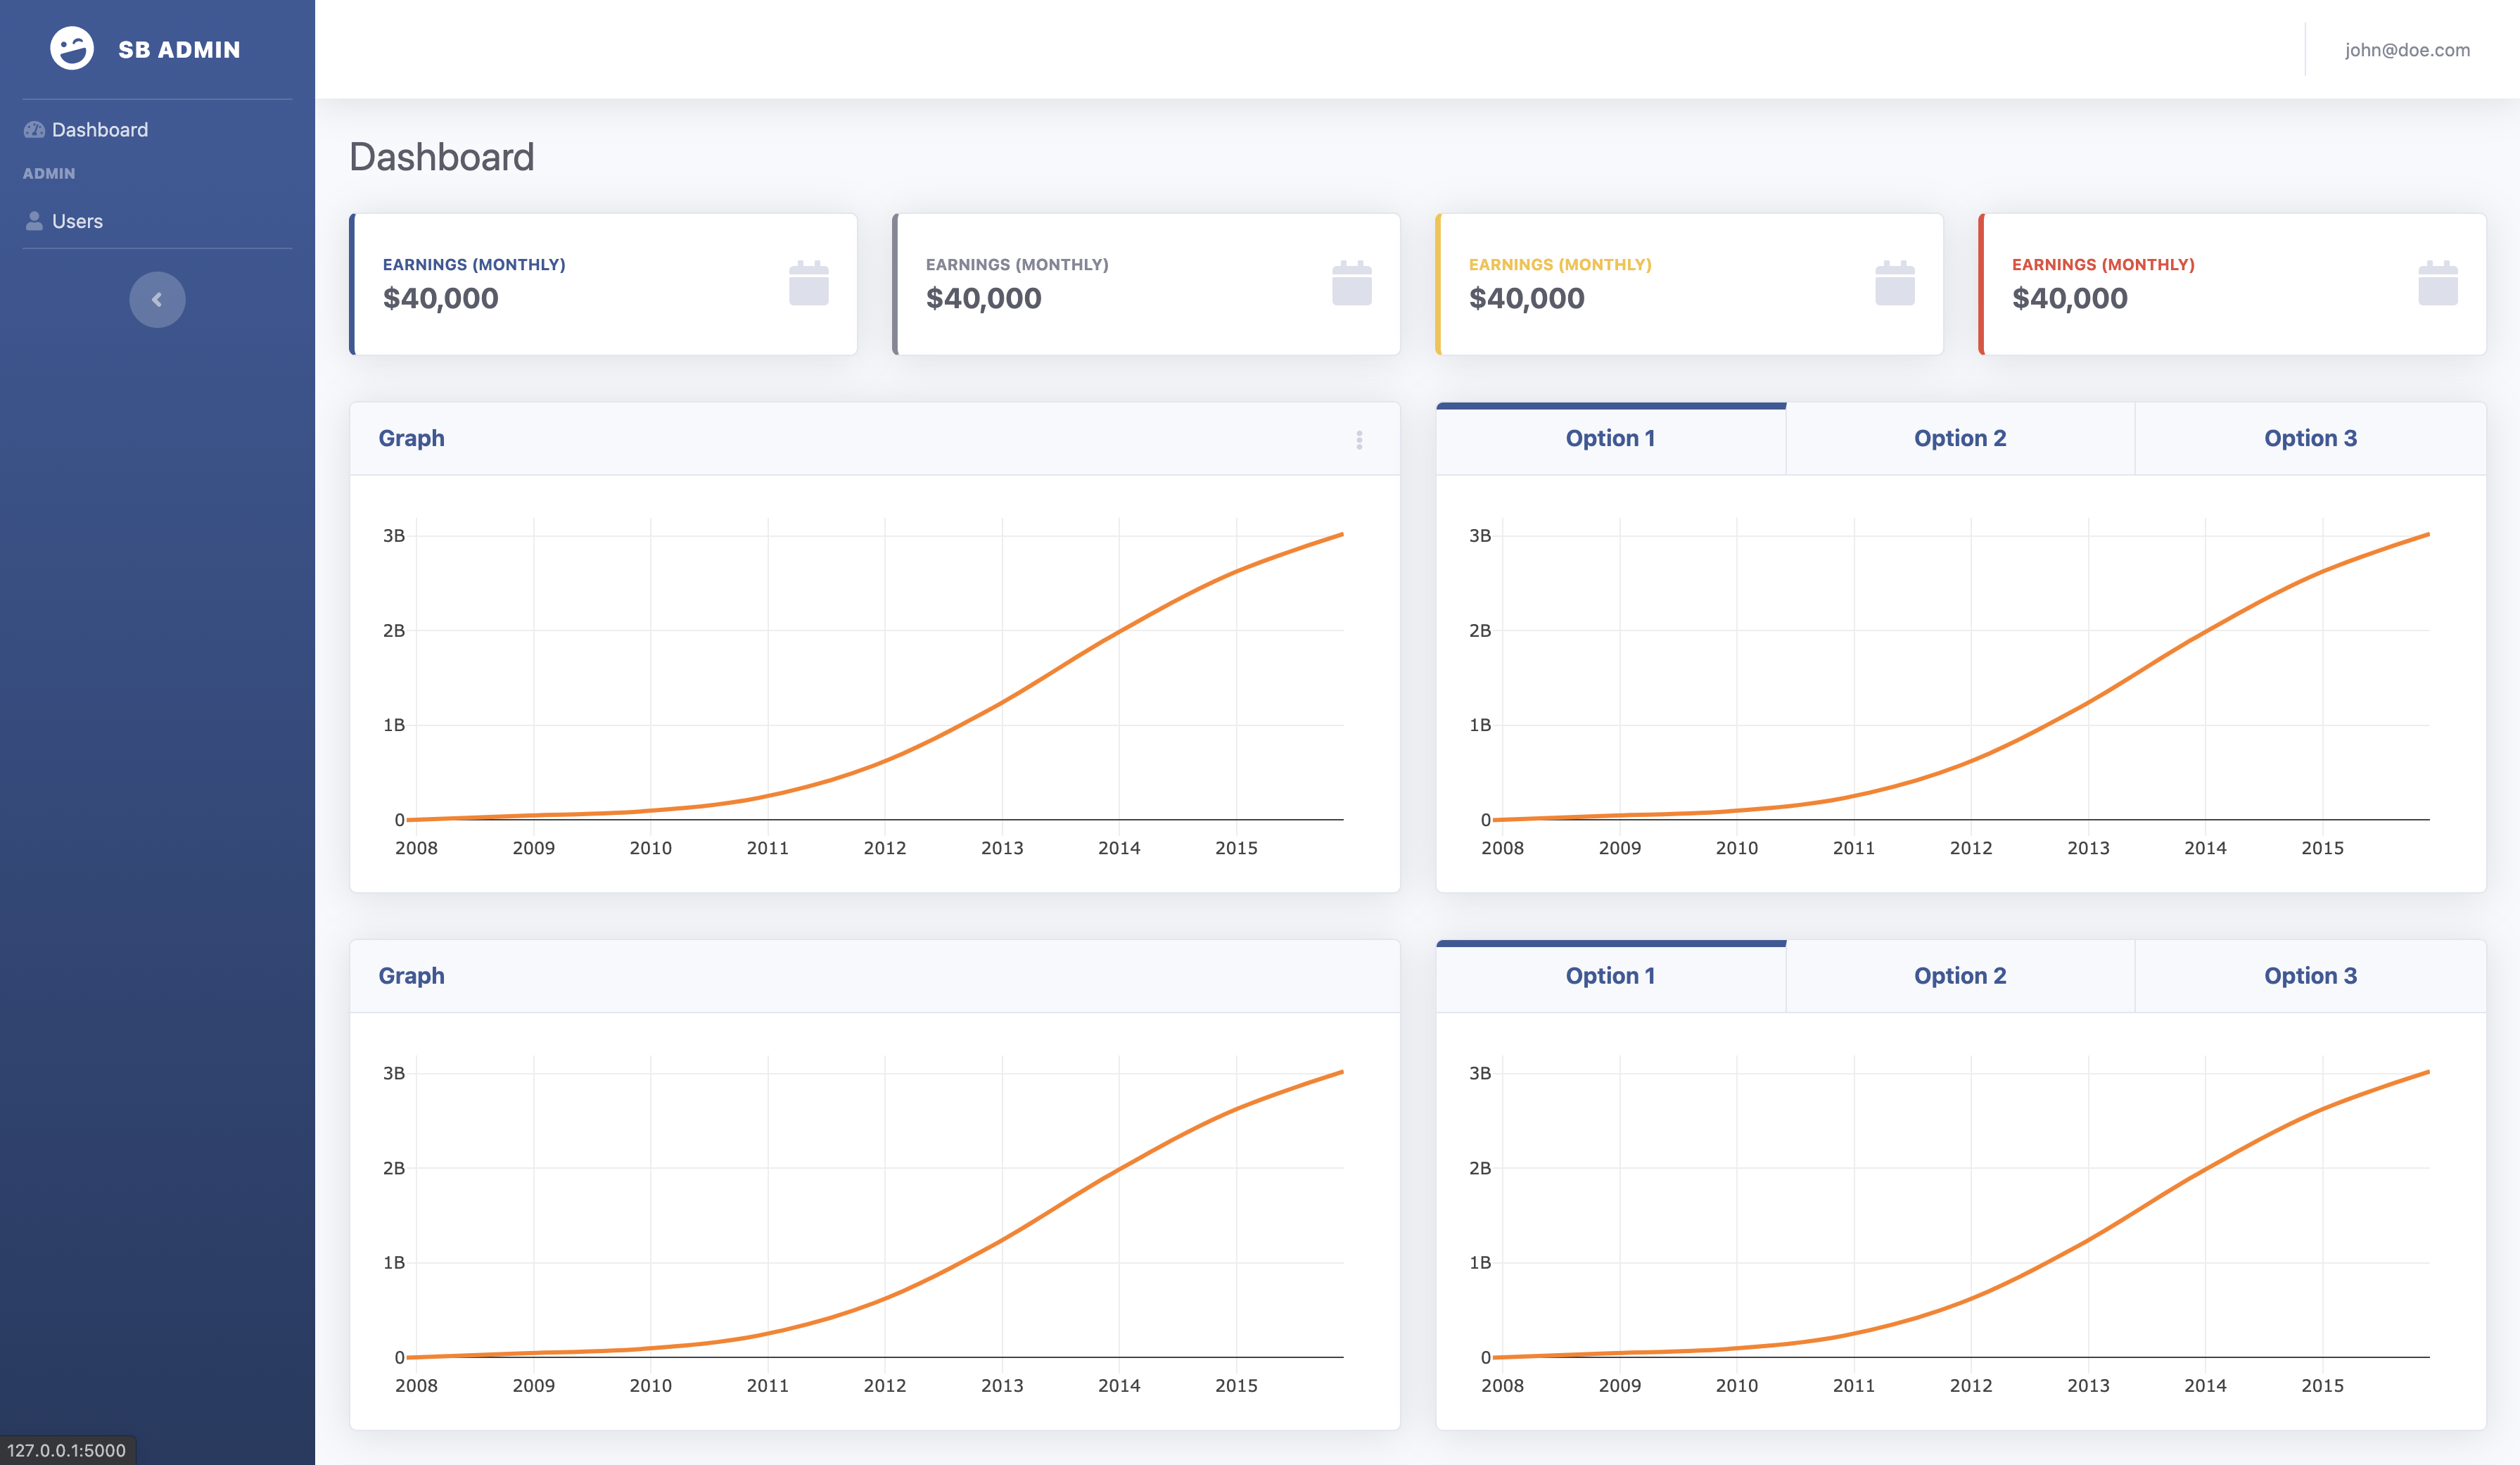 SB ADMIN
john@doe.com
Dashboard
ADMIN
Users
Dashboard
EARNINGS (MONTHLY)
$40,000
EARNINGS (MONTHLY)
$40,000
EARNINGS (MONTHLY)
$40,000
EARNINGS (MONTHLY)
$40,000
Graph
3B
2B
1B
0
2008 2009 2010 2011 2012 2013 2014 2015
Option 1 Option 2 Option 3
3B
2B
1B
0
2008 2009 2010 2011 2012 2013 2014 2015
Graph
3B
2B
1B
0
2008 2009 2010 2011 2012 2013 2014 2015
Option 1 Option 2 Option 3
3B
2B
1B
0
2008 2009 2010 2011 2012 2013 2014 2015
127.0.0.1:5000